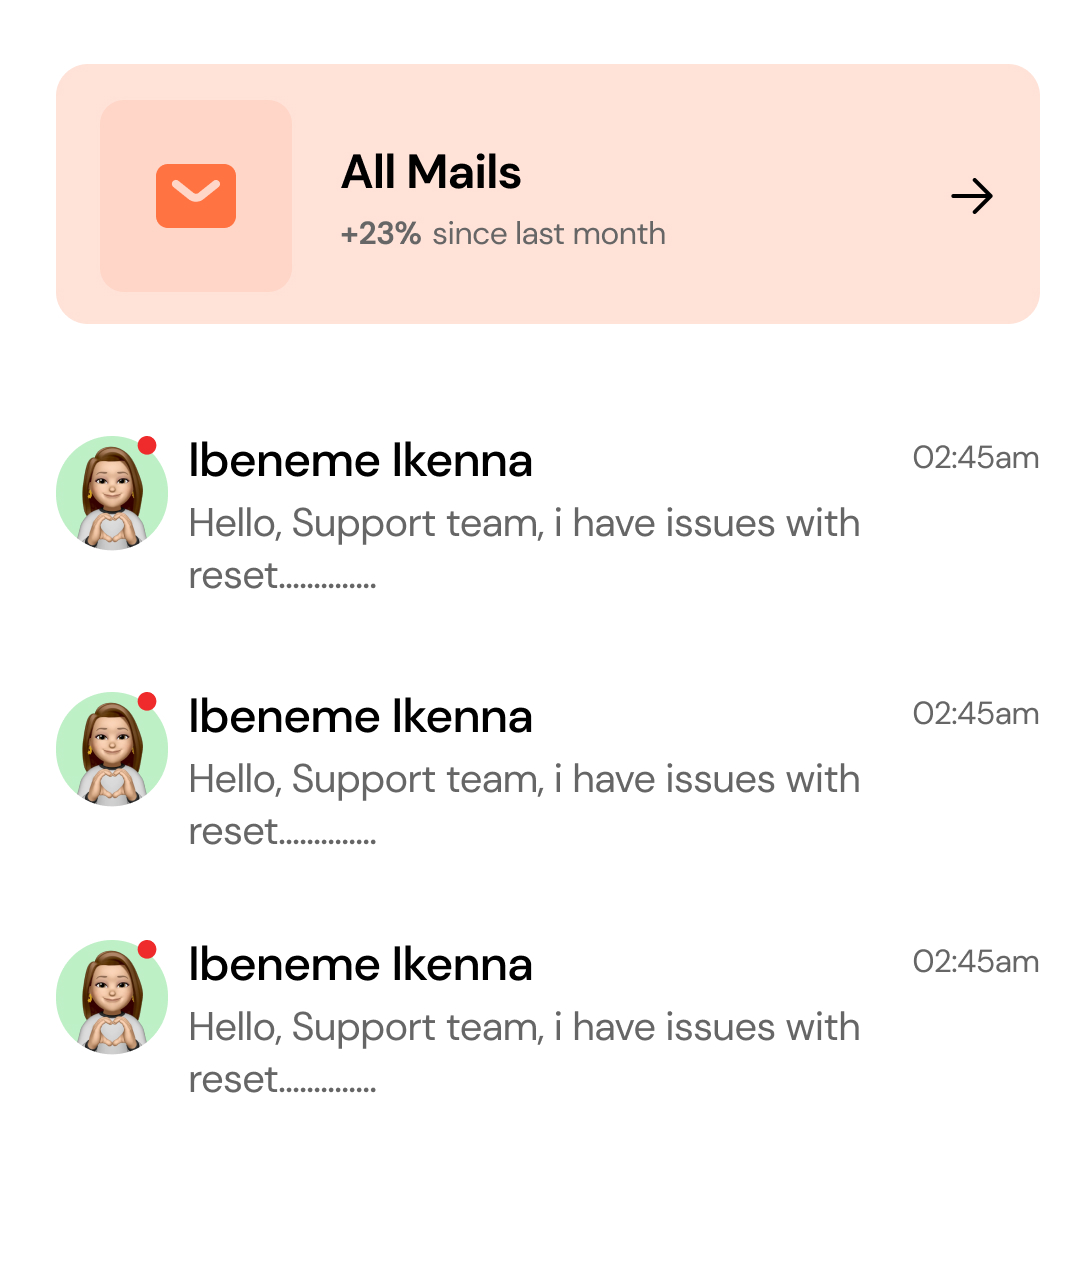 All Mails
+23% since last month
Ibeneme Ikenna
02:45am
Hello, Support team, i have issues with
reset..............
Ibeneme Ikenna
02:45am
Hello, Support team, i have issues with
reset..............
Ibeneme Ikenna
02:45am
Hello, Support team, i have issues with
reset..............